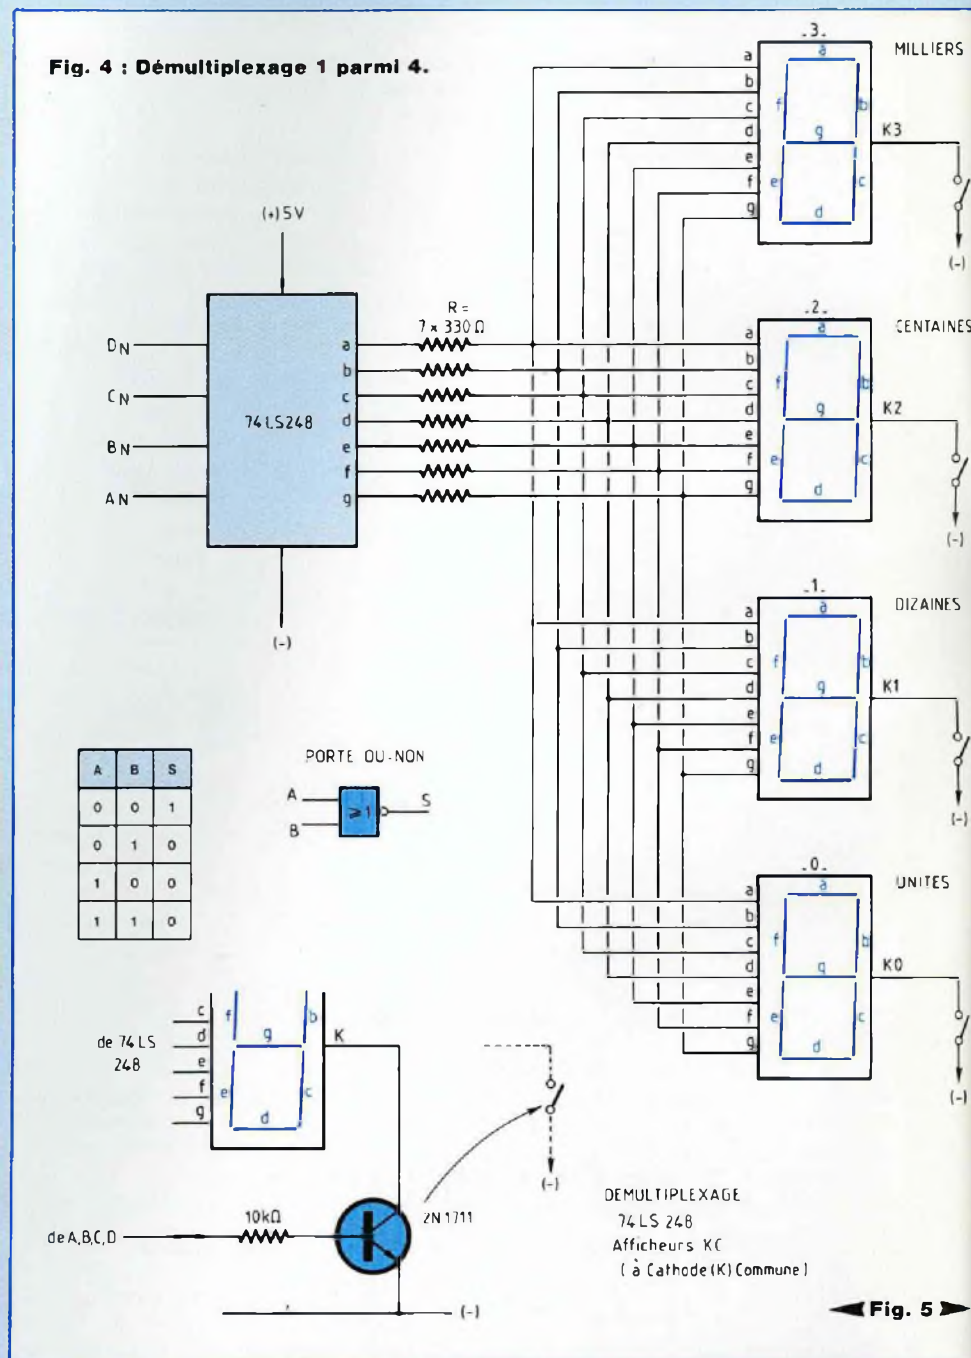 Fig. 4 : Démultiplexage 1 parmi 4.
(+)5V
DN
CN
BN
AN
74LS248
a
b
c
d
e
f
g
(-)
R =
7 x 330 Ω
.3.
MILLIERS
a
b
c
d
e
f
g
a
f
b
g
e
c
d
K3
(-)
.2.
CENTAINES
a
b
c
d
e
f
g
a
f
b
g
e
c
d
K2
(-)
.1.
DIZAINES
a
b
c
d
e
f
g
a
f
b
g
e
c
d
K1
(-)
.0.
UNITES
a
b
c
d
e
f
g
a
f
b
g
e
c
d
K0
(-)
A B S
0 0 1
0 1 0
1 0 0
1 1 0
PORTE OU-NON
A
B
≥1
S
de 74LS
248
c
d
e
f
g
f
b
g
e
c
d
K
de A,B,C,D
10kΩ
2N1711
(-)
(-)
DEMULTIPLEXAGE
74 LS 248
Afficheurs KC
( à Cathode (K) Commune )
Fig. 5